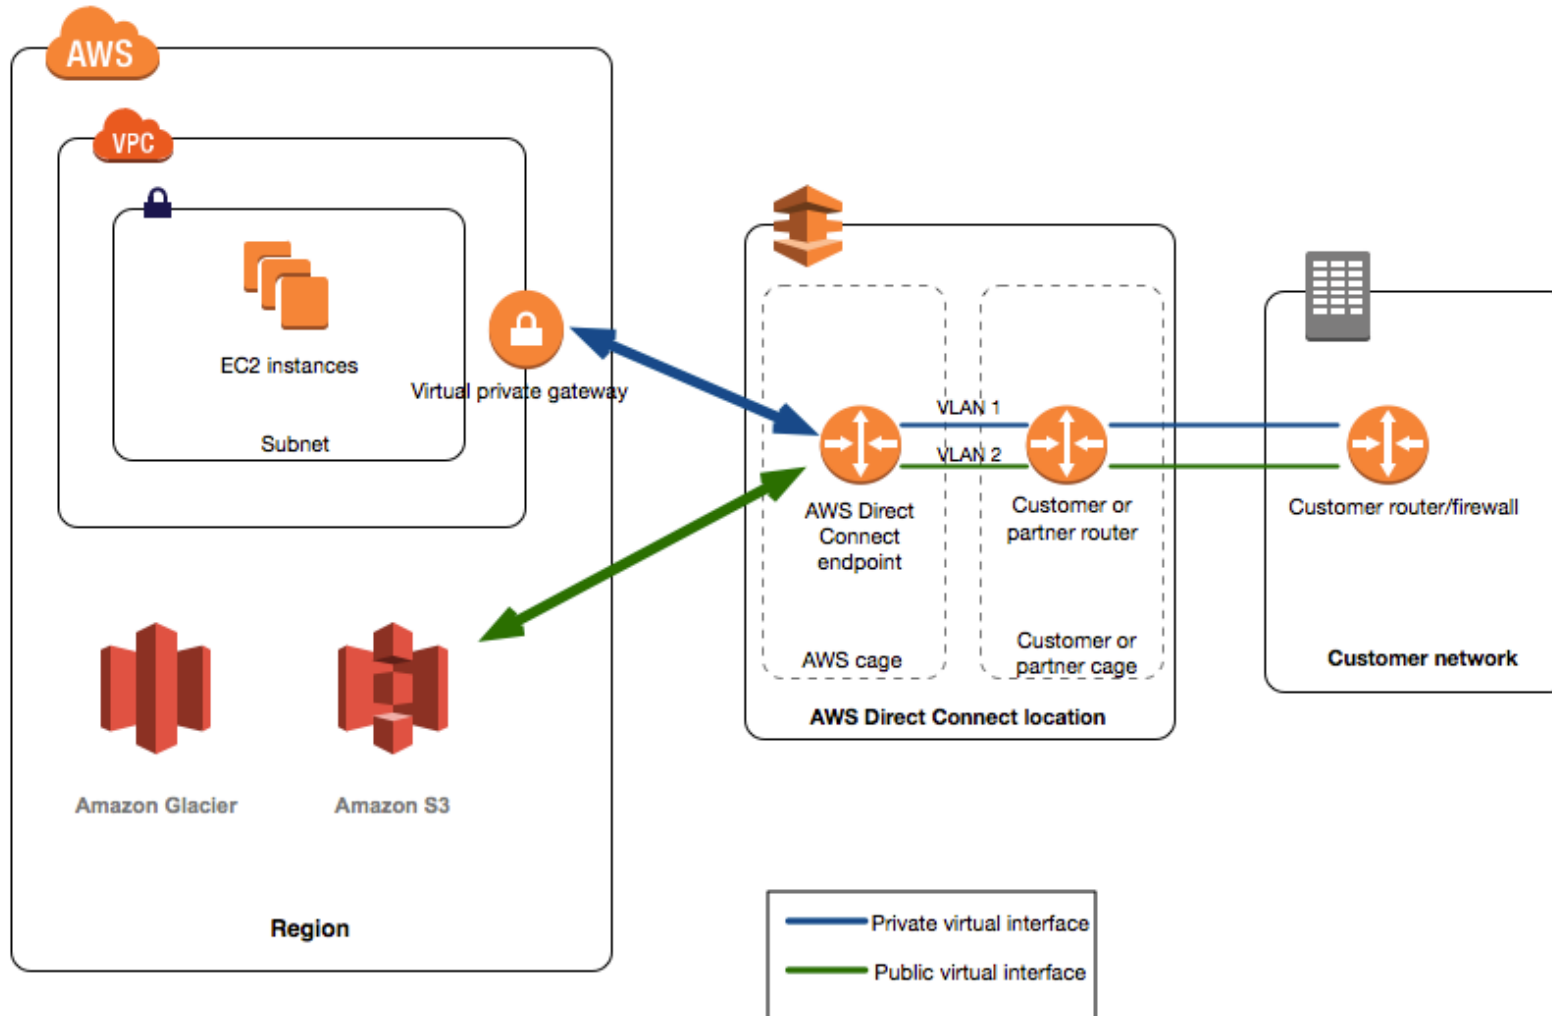 AWS
VPC
EC2 instances
Virtual private gateway
Subnet
VLAN 1
VLAN 2
AWS Direct
Connect
endpoint
Customer or
partner router
Customer router/firewall
AWS cage
Customer or
partner cage
AWS Direct Connect location
Customer network
Amazon Glacier
Amazon S3
Region
Private virtual interface
Public virtual interface